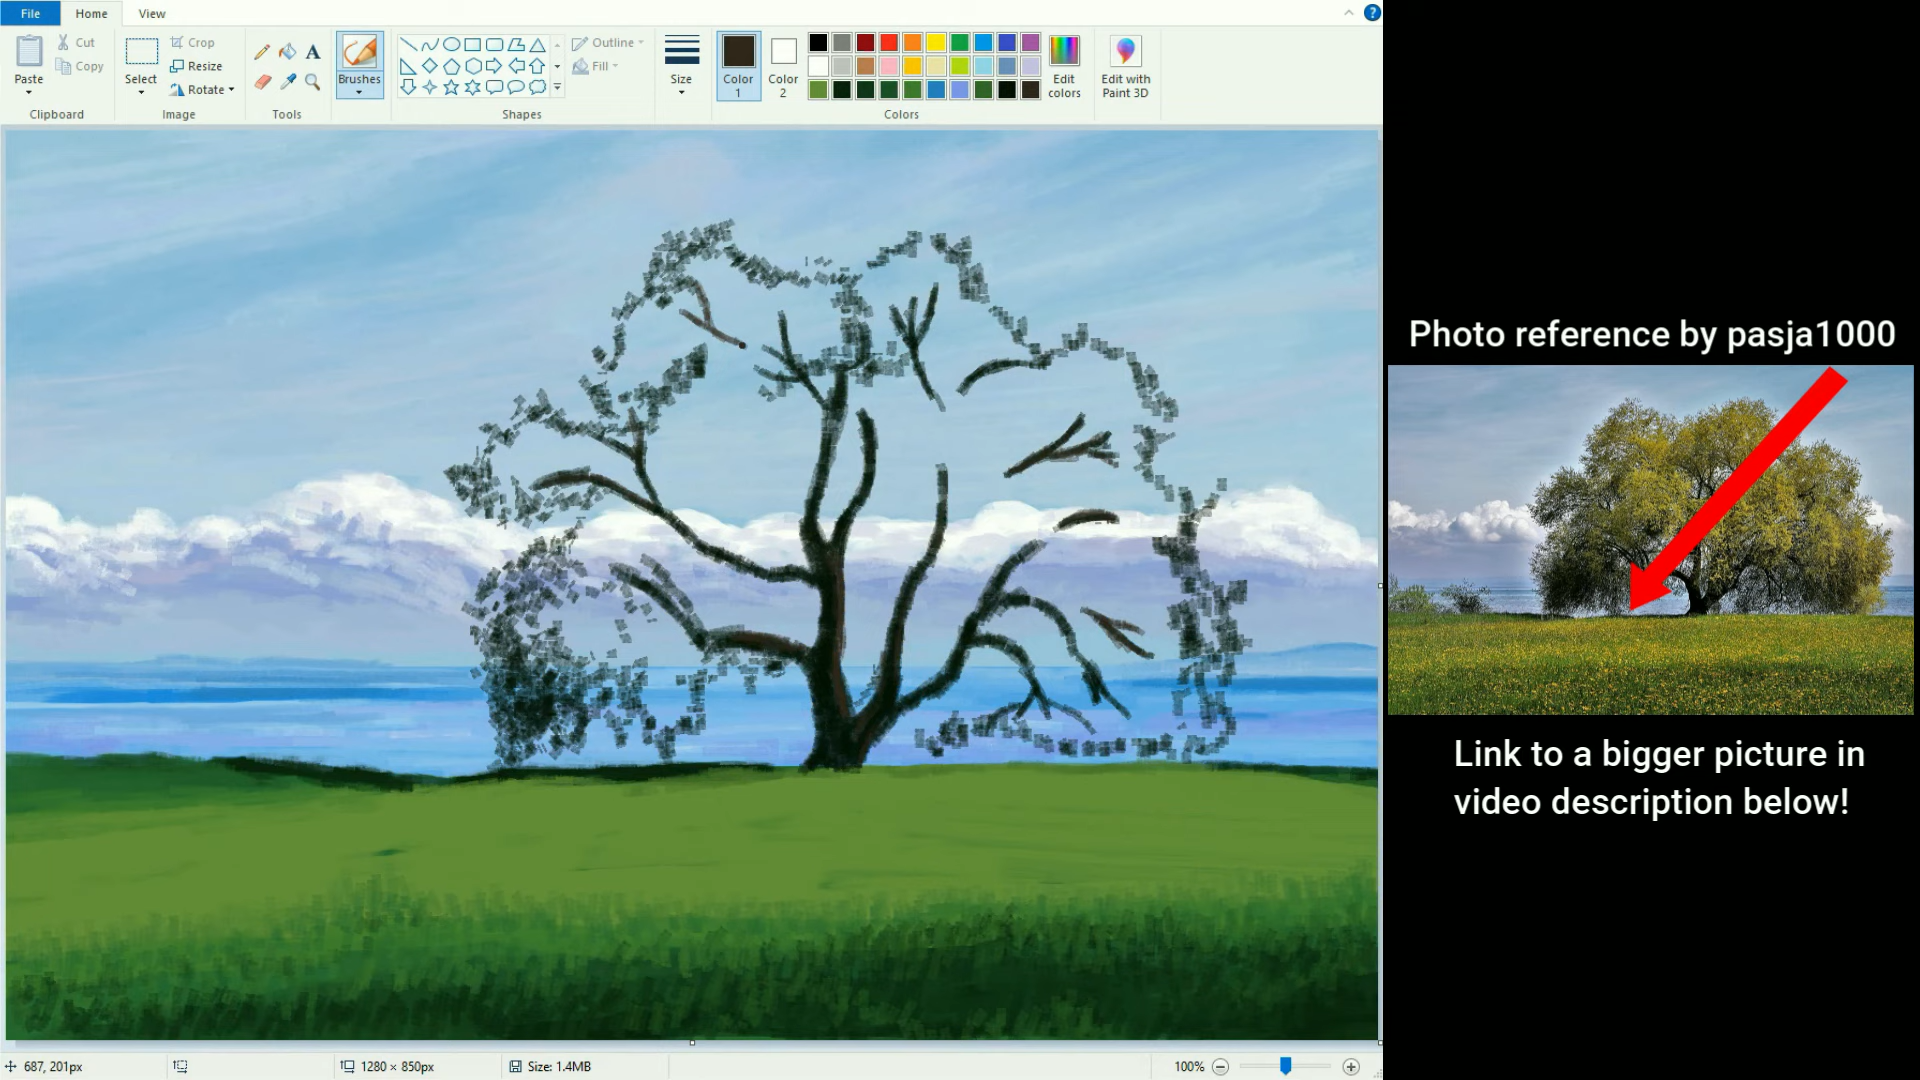 File Home View
Paste
Cut
Copy
Clipboard
Select
Crop
Resize
Rotate
Image
A
Tools
Brushes
Outline
Fill
Shapes
Size
Color 1
Color 2
Edit colors
Colors
Edit with Paint 3D
?
Photo reference by pasja1000
Link to a bigger picture in
video description below!
687, 201px
1280 × 850px
Size: 1.4MB
100%